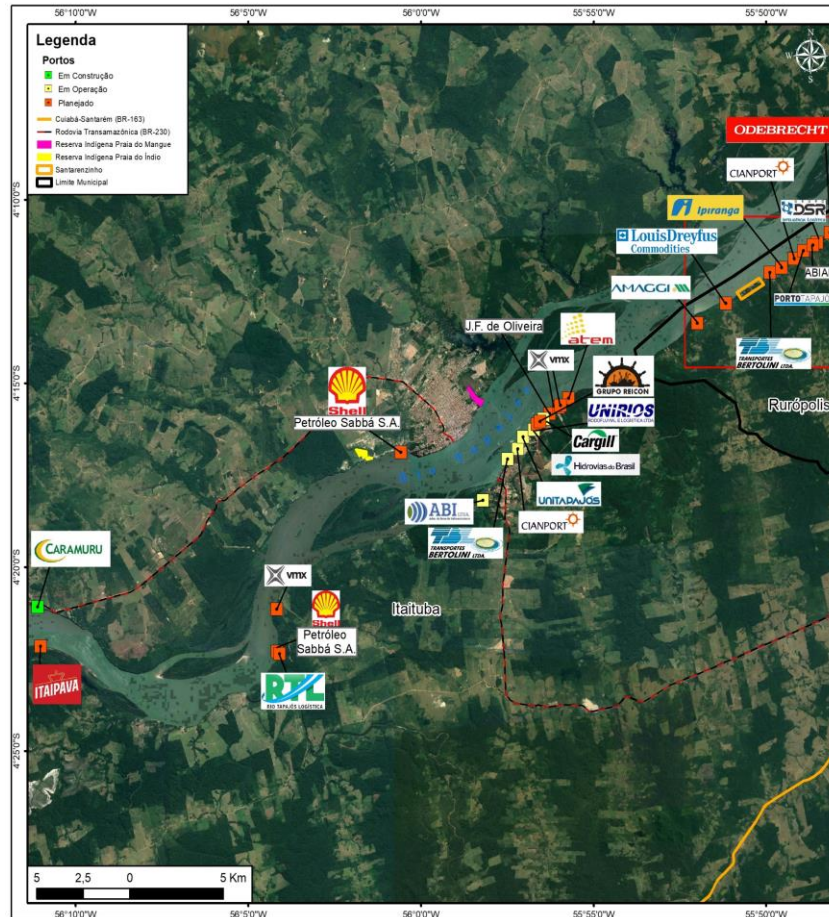 56°10'0"W 56°5'0"W 56°0'0"W 55°55'0"W 55°50'0"W
Legenda
Portos
Em Construção
Em Operação
Planejado
Cuiabá-Santarém (BR-163)
Rodovia Transamazônica (BR-230)
Reserva Indígena Praia do Mangue
Reserva Indígena Praia do Índio
Santarenzinho
Limite Municipal
N
S
ODEBRECHT
CIANPORT
Ipiranga
DSR
LouisDreyfus
Commodities
ABIA
AMAGGI
PORTO TAPAJÓS
J.F. de Oliveira
atem
TRANSPORTES
BERTOLINI LTDA.
vmx
GRUPO REICON
Rurópolis
Shell
Petróleo Sabbá S.A.
UNIRIOS
RODOFLUVIAL E LOGÍSTICA LTDA
Cargill
Hidrovias do Brasil
UNITAPAJÓS
ABI LTDA.
CIANPORT
TBL
TRANSPORTES
BERTOLINI LTDA.
CARAMURU
vmx
Itaituba
Shell
Petróleo
Sabbá S.A.
ITAIPAVA
RTL
RIO TAPAJÓS LOGÍSTICA
4°10'0"S
4°15'0"S
4°20'0"S
4°25'0"S
5 2,5 0 5 Km
56°10'0"W 56°5'0"W 56°0'0"W 55°55'0"W 55°50'0"W